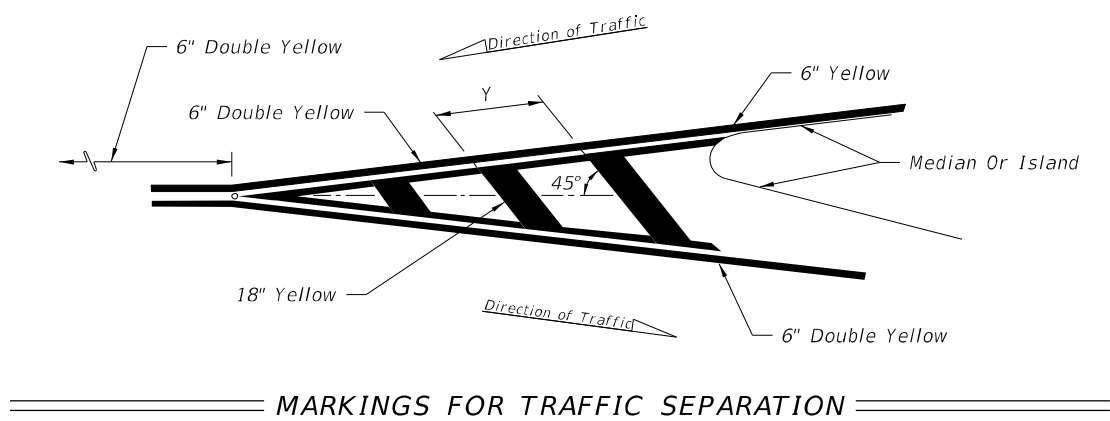 Direction of Traffic
6" Double Yellow
6" Yellow
Y
6" Double Yellow
Median Or Island
45°
18" Yellow
Direction of Traffic
6" Double Yellow
MARKINGS FOR TRAFFIC SEPARATION